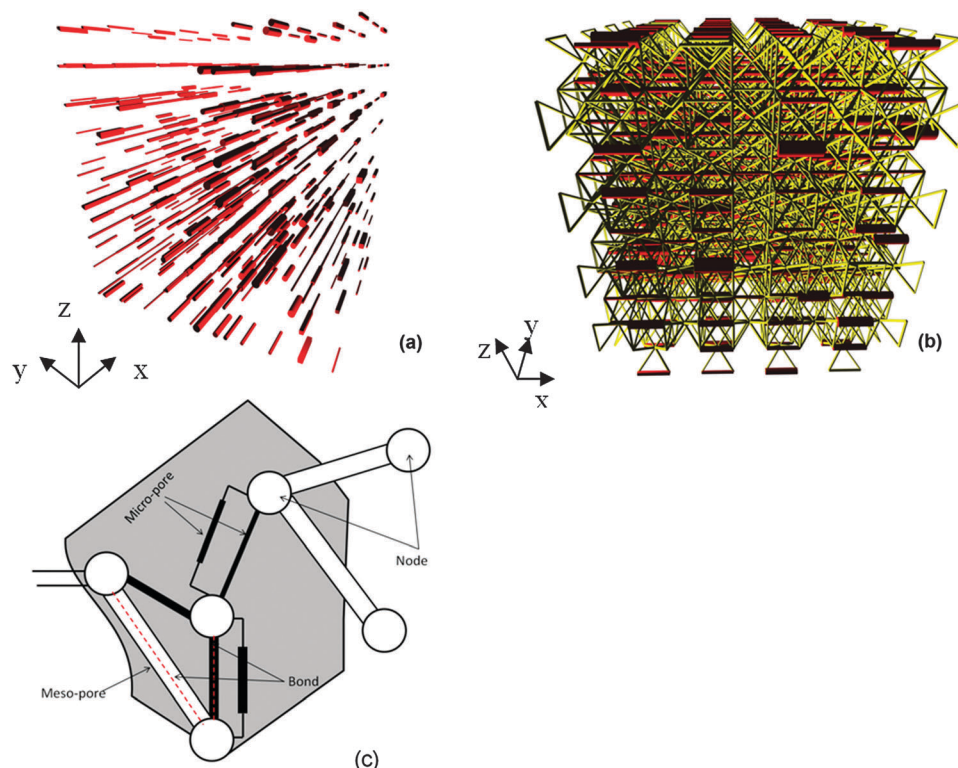 (a)
z
y
x
(b)
y
z
x
Micro-pore
Node
Meso-pore
Bond
(c)